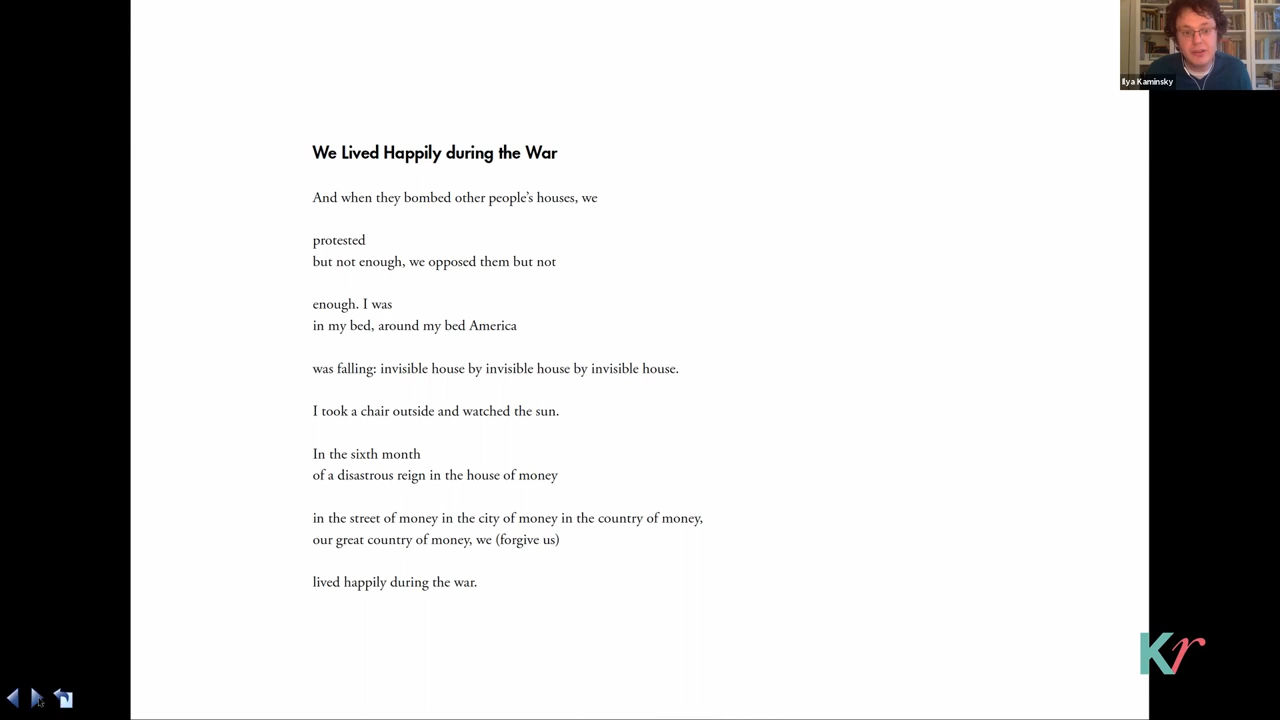 Ilya Kaminsky
We Lived Happily during the War
And when they bombed other people’s houses, we
protested
but not enough, we opposed them but not
enough. I was
in my bed, around my bed America
was falling: invisible house by invisible house by invisible house.
I took a chair outside and watched the sun.
In the sixth month
of a disastrous reign in the house of money
in the street of money in the city of money in the country of money,
our great country of money, we (forgive us)
lived happily during the war.
Kr